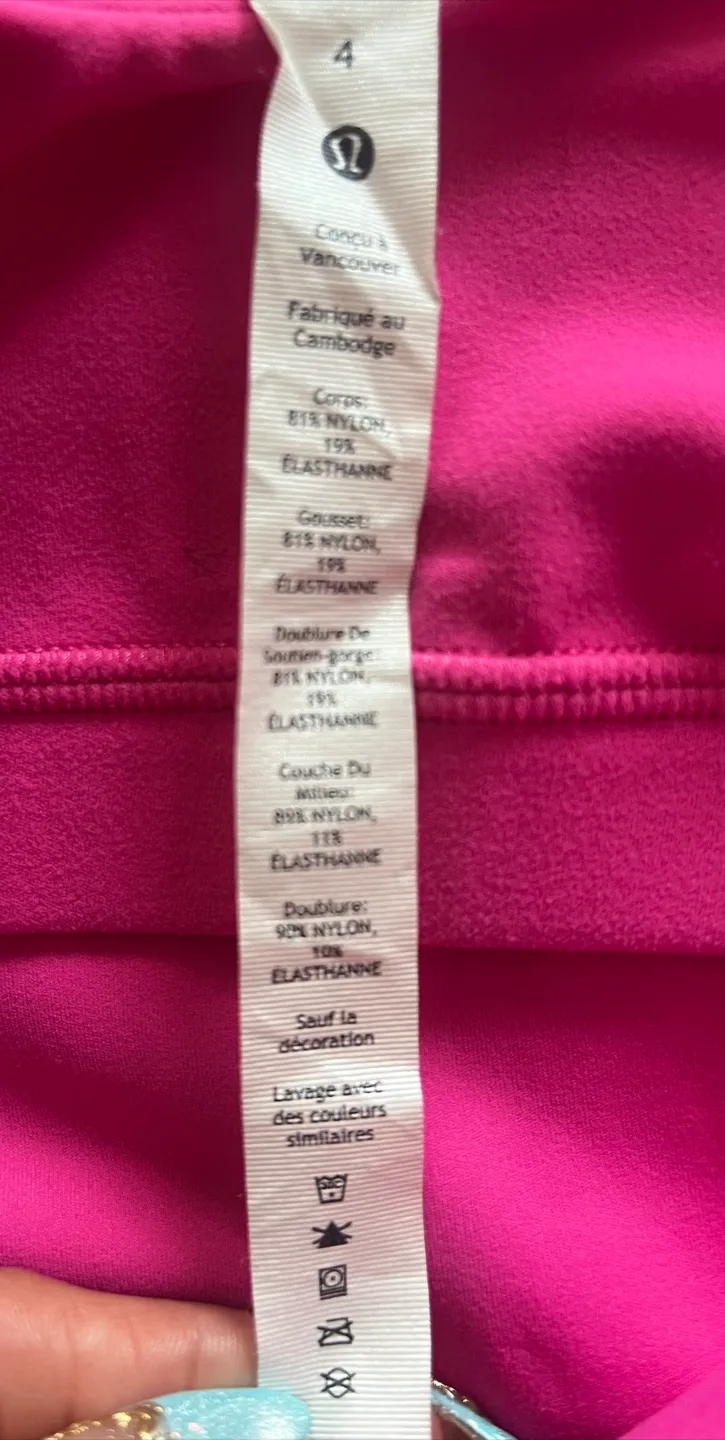 4
Conçu à
Vancouver
Fabriqué au
Cambodge
Corps:
81% NYLON,
19%
ÉLASTHANNE
Gousset:
81% NYLON,
19%
ÉLASTHANNE
Doublure De
Soutien-gorge:
81% NYLON,
19%
ÉLASTHANNE
Couche Du
Milieu:
89% NYLON,
11%
ÉLASTHANNE
Doublure:
90% NYLON,
10%
ÉLASTHANNE
Sauf la
décoration
Lavage avec
des couleurs
similaires